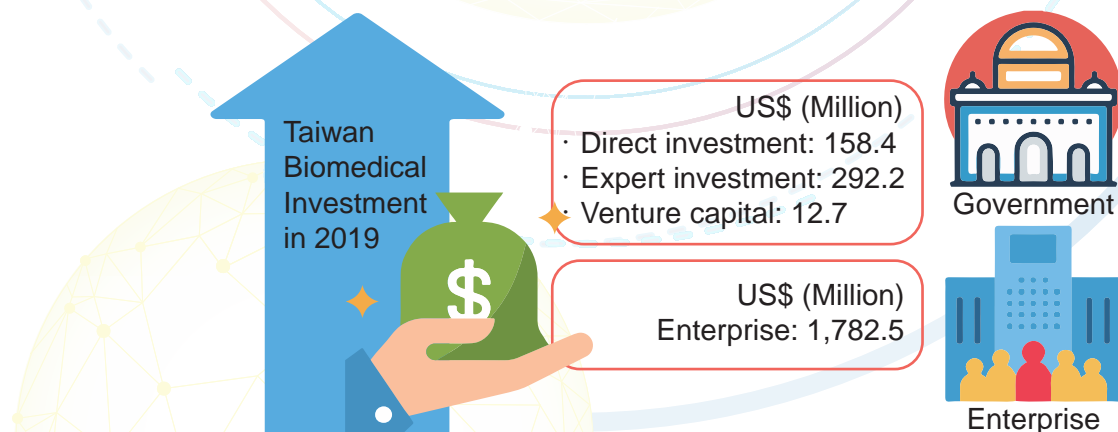 Taiwan
Biomedical
Investment
in 2019
$
US$ (Million)
· Direct investment: 158.4
· Expert investment: 292.2
· Venture capital: 12.7
Government
US$ (Million)
Enterprise: 1,782.5
Enterprise